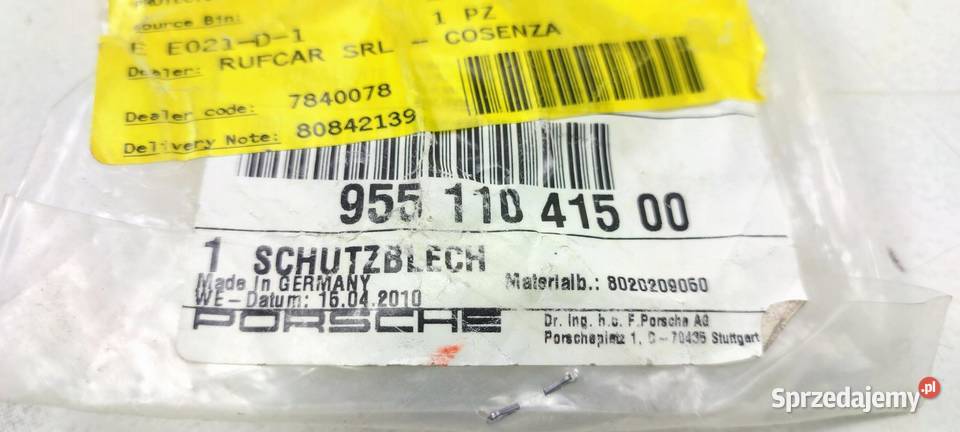 Source Bin:
1 PZ
E E021-D-1
Dealer: RUFCAR SRL - COSENZA
Dealer code: 7840078
Delivery Note: 80842139
955 110 415 00
1 SCHUTZBLECH
Made in GERMANY
Materialb.: 8020209050
WE-Datum: 15.04.2010
PORSCHE
Dr. Ing. h.c. F.Porsche AG
Porscheplatz 1, D-70435 Stuttgart
Sprzedajemy.pl